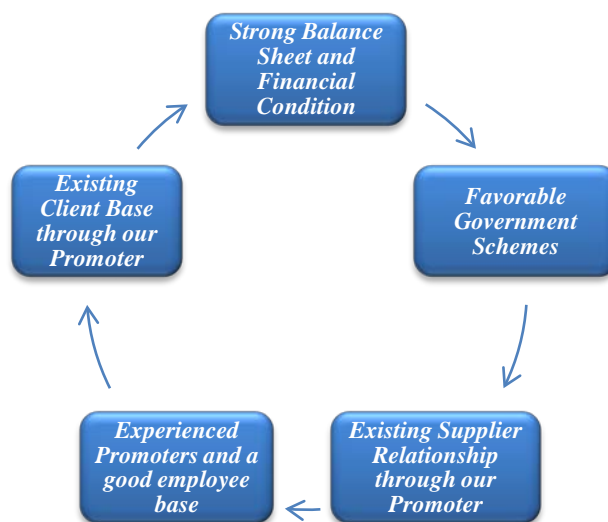 Strong Balance
Sheet and
Financial
Condition
Favorable
Government
Schemes
Existing Supplier
Relationship
through our
Promoter
Experienced
Promoters and a
good employee
base
Existing
Client Base
through our
Promoter